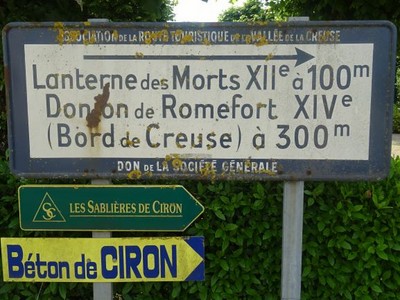 ASSOCIATION DE LA ROUTE TOURISTIQUE DE LA VALLÉE DE LA CREUSE
Lanterne des Morts XIIe à 100m
Donjon de Romefort XIVe
(Bord de Creuse) à 300m
DON DE LA SOCIÉTÉ GÉNÉRALE
LES SABLIÈRES DE CIRON
Béton de CIRON